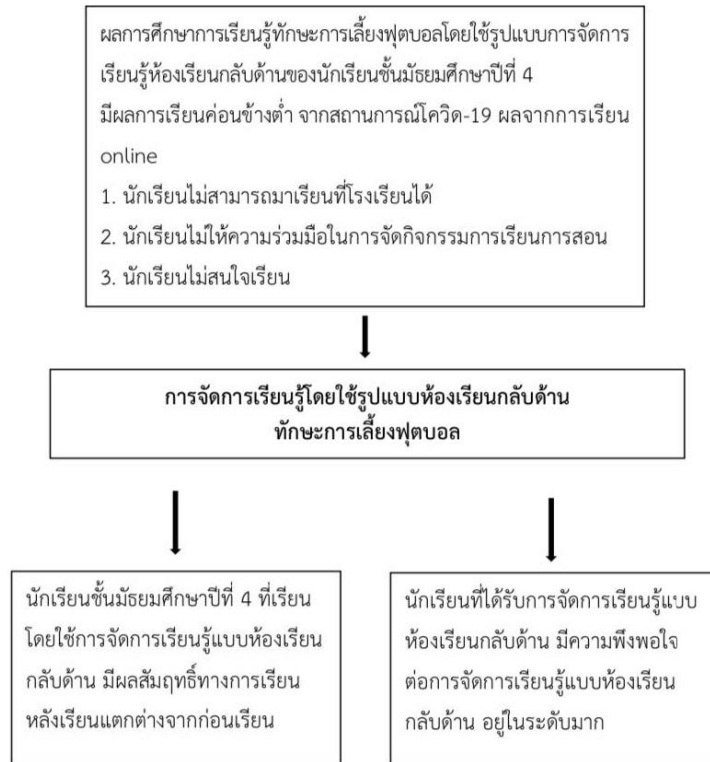 ผลการศึกษาการเรียนรู้ทักษะการเลี้ยงฟุตบอลโดยใช้รูปแบบการจัดการ
เรียนรู้ห้องเรียนกลับด้านของนักเรียนชั้นมัธยมศึกษาปีที่ 4
มีผลการเรียนค่อนข้างต่ำ จากสถานการณ์โควิด-19 ผลจากการเรียน
online
1. นักเรียนไม่สามารถมาเรียนที่โรงเรียนได้
2. นักเรียนไม่ให้ความร่วมมือในการจัดกิจกรรมการเรียนการสอน
3. นักเรียนไม่สนใจเรียน
การจัดการเรียนรู้โดยใช้รูปแบบห้องเรียนกลับด้าน
ทักษะการเลี้ยงฟุตบอล
นักเรียนชั้นมัธยมศึกษาปีที่ 4 ที่เรียน
โดยใช้การจัดการเรียนรู้แบบห้องเรียน
กลับด้าน มีผลสัมฤทธิ์ทางการเรียน
หลังเรียนแตกต่างจากก่อนเรียน
นักเรียนที่ได้รับการจัดการเรียนรู้แบบ
ห้องเรียนกลับด้าน มีความพึงพอใจ
ต่อการจัดการเรียนรู้แบบห้องเรียน
กลับด้าน อยู่ในระดับมาก